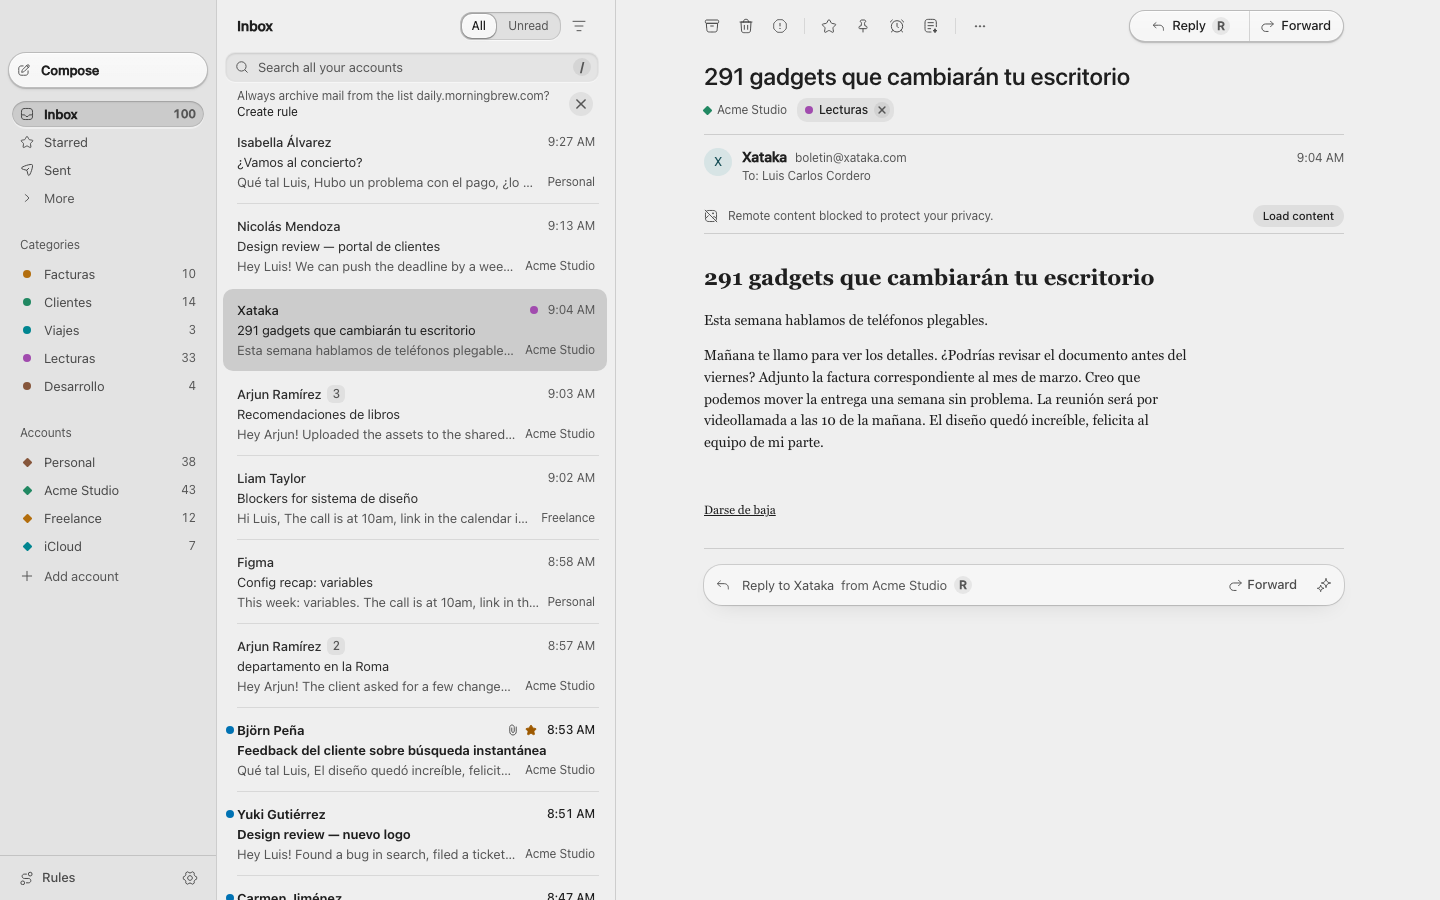 Compose
Inbox 100
Starred
Sent
More
Categories
Facturas 10
Clientes 14
Viajes 3
Lecturas 33
Desarrollo 4
Accounts
Personal 38
Acme Studio 43
Freelance 12
iCloud 7
Add account
Rules
Inbox
All Unread
Search all your accounts /
Always archive mail from the list daily.morningbrew.com?
Create rule
Isabella Álvarez 9:27 AM
¿Vamos al concierto?
Qué tal Luis, Hubo un problema con el pago, ¿lo ... Personal
Nicolás Mendoza 9:13 AM
Design review — portal de clientes
Hey Luis! We can push the deadline by a wee... Acme Studio
Xataka 9:04 AM
291 gadgets que cambiarán tu escritorio
Esta semana hablamos de teléfonos plegable... Acme Studio
Arjun Ramírez 3 9:03 AM
Recomendaciones de libros
Hey Arjun! Uploaded the assets to the shared... Acme Studio
Liam Taylor 9:02 AM
Blockers for sistema de diseño
Hi Luis, The call is at 10am, link in the calendar i... Freelance
Figma 8:58 AM
Config recap: variables
This week: variables. The call is at 10am, link in th... Personal
Arjun Ramírez 2 8:57 AM
departamento en la Roma
Hey Arjun! The client asked for a few change... Acme Studio
Björn Peña 8:53 AM
Feedback del cliente sobre búsqueda instantánea
Qué tal Luis, El diseño quedó increíble, felicit... Acme Studio
Yuki Gutiérrez 8:51 AM
Design review — nuevo logo
Hey Luis! Found a bug in search, filed a ticket... Acme Studio
Carmen Jiménez 8:47 AM
Reply R Forward
291 gadgets que cambiarán tu escritorio
Acme Studio Lecturas
X Xataka boletin@xataka.com 9:04 AM
To: Luis Carlos Cordero
Remote content blocked to protect your privacy. Load content
291 gadgets que cambiarán tu escritorio
Esta semana hablamos de teléfonos plegables.
Mañana te llamo para ver los detalles. ¿Podrías revisar el documento antes del
viernes? Adjunto la factura correspondiente al mes de marzo. Creo que
podemos mover la entrega una semana sin problema. La reunión será por
videollamada a las 10 de la mañana. El diseño quedó increíble, felicita al
equipo de mi parte.
Darse de baja
Reply to Xataka from Acme Studio R Forward